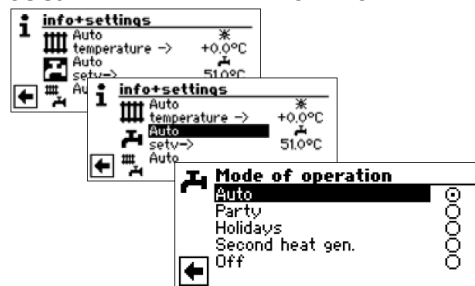 info+settings
Auto
temperature -> +0.0°C
Auto
setv-> 51.0°C
Au
info+settings
Auto
temperature -> +0.0°C
Auto
setv-> 51.0°C
Auto
Mode of operation
Auto
Party
Holidays
Second heat gen.
Off